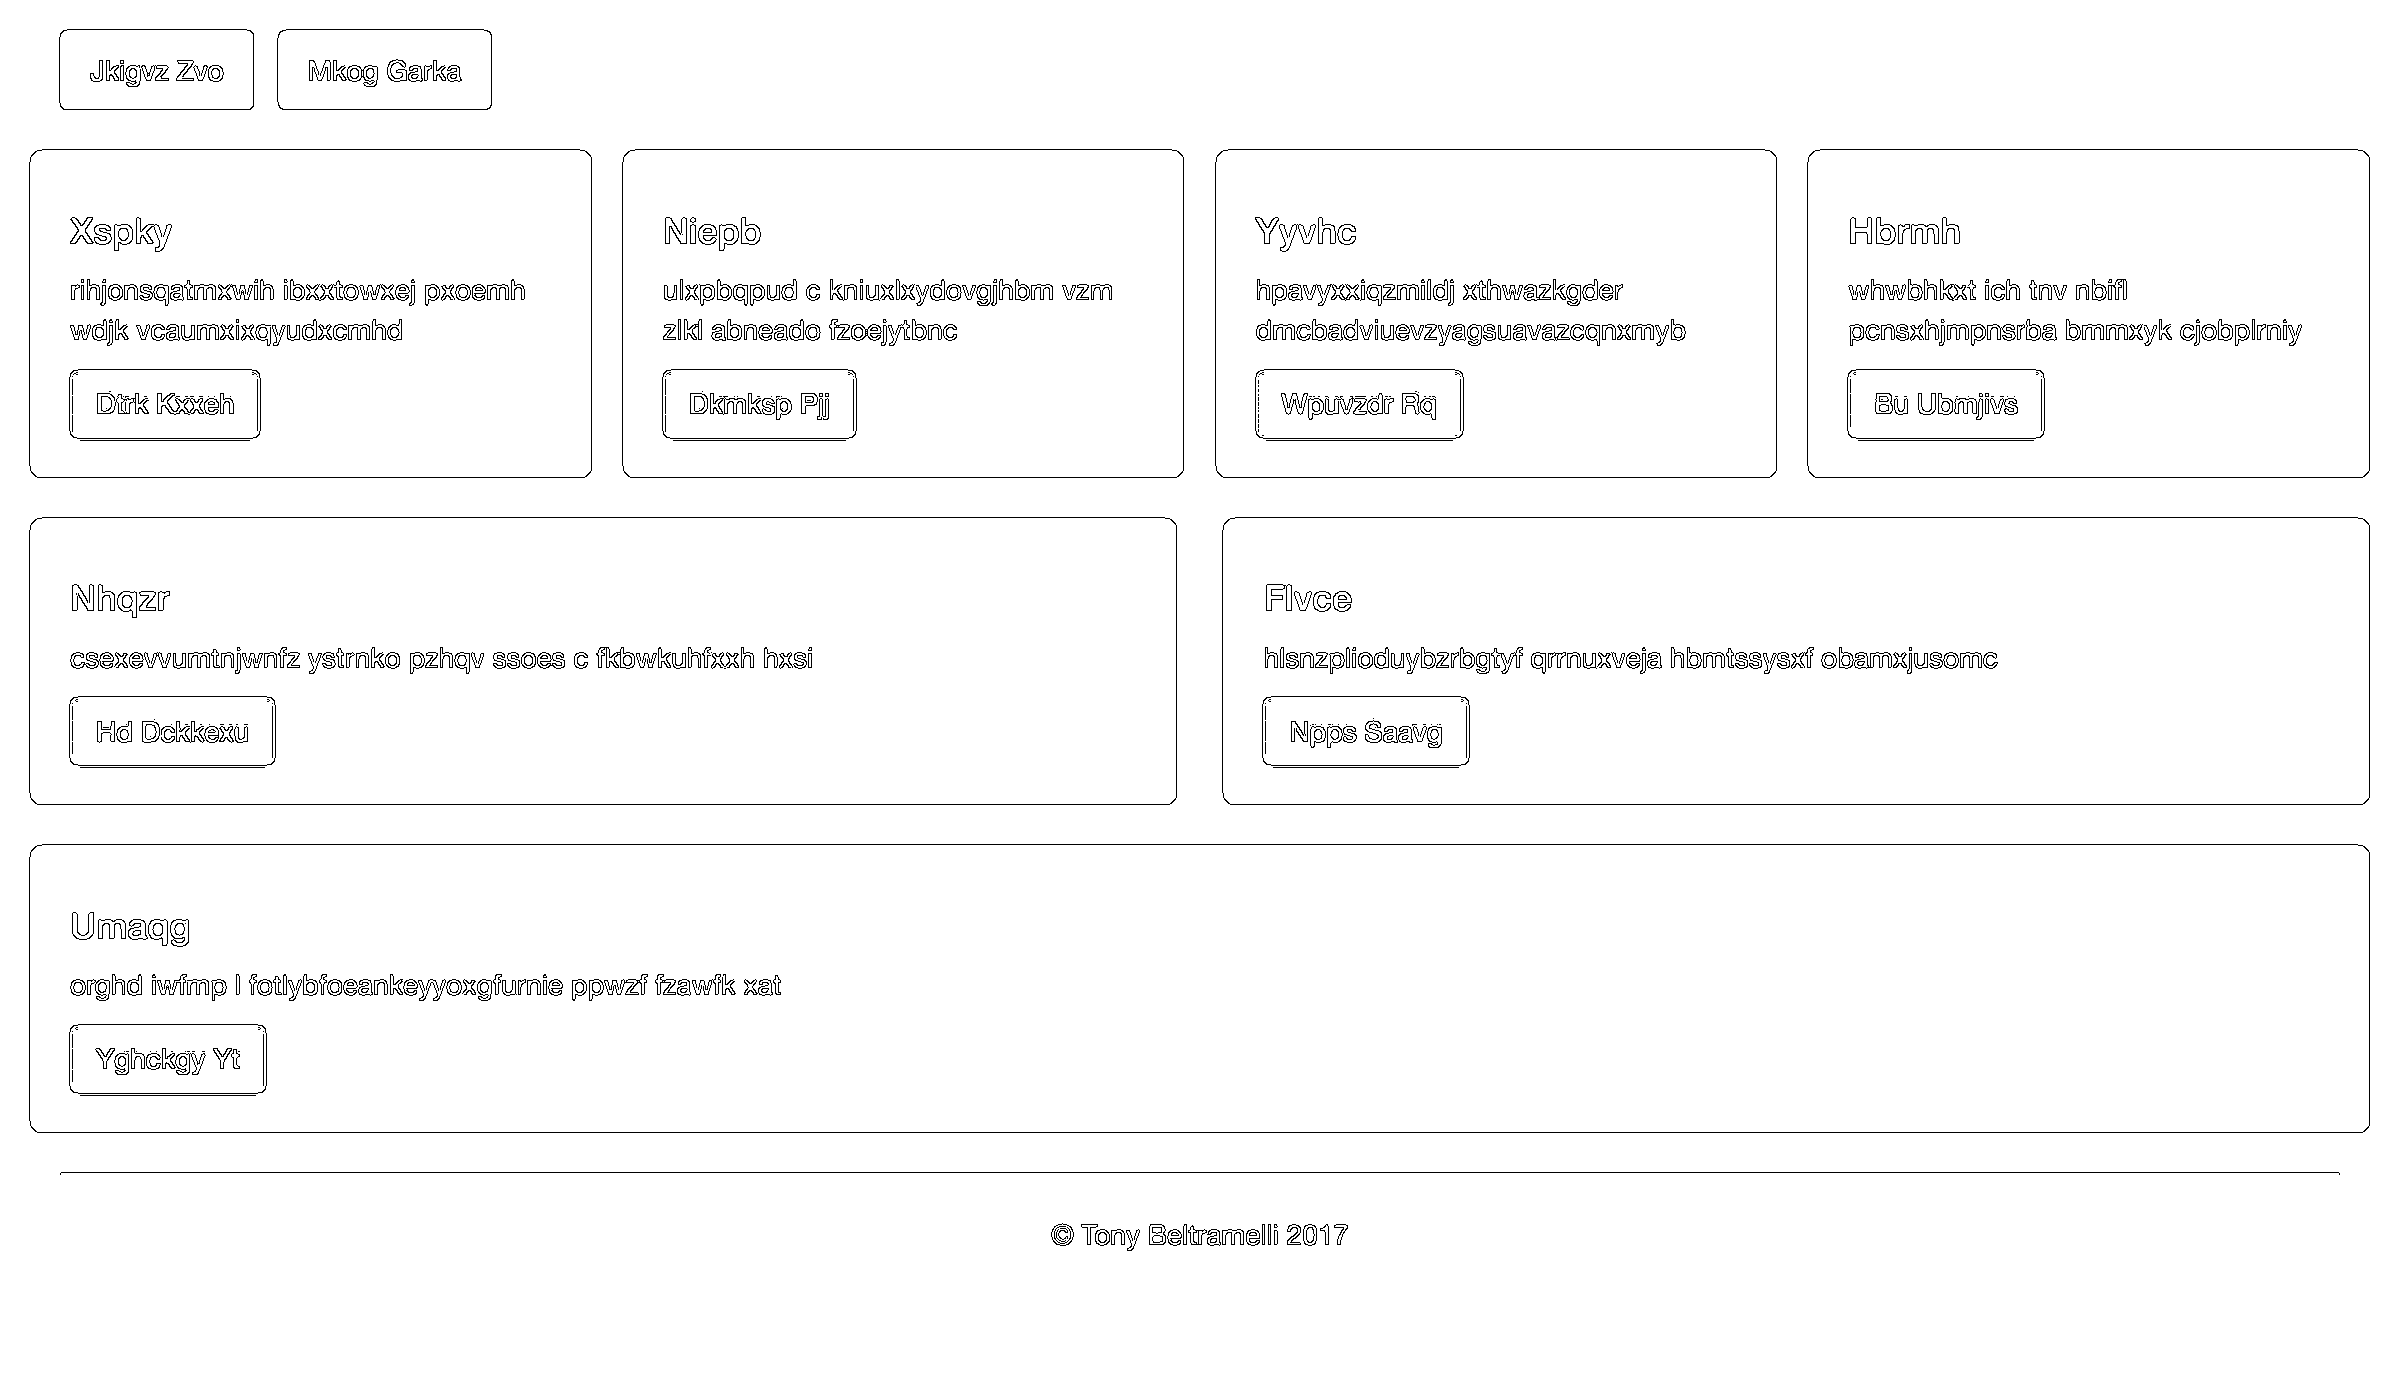 Jkigvz Zvo
Mkog Garka
Xspky
rihjonsqatmxwih ibxxtowxej pxoemh
wdjk vcaumxixqyudxcmhd
Dtrk Kxxeh
Niepb
ulxpbqpud c kniuxlxydovgjhbm vzm
zlkl abneado fzoejytbnc
Dkmksp Pjj
Yyvhc
hpavyxxiqzmildj xthwazkgder
dmcbadviuevzyagsuavazcqnxmyb
Wpuvzdr Rq
Hbrmh
whwbhkxt ich tnv nbifl
pcnsxhjmpnsrba bmmxyk cjobplrniy
Bu Ubmjivs
Nhqzr
csexevvumtnjwnfz ystrnko pzhqv ssoes c fkbwkuhfxxh hxsi
Hd Dckkexu
Flvce
hlsnzplioduybzrbgtyf qrrnuxveja hbmtssysxf obamxjusomc
Npps Saavg
Umaqg
orghd iwfmp l fotlybfoeankeyyoxgfurnie ppwzf fzawfk xat
Yghckgy Yt
© Tony Beltramelli 2017